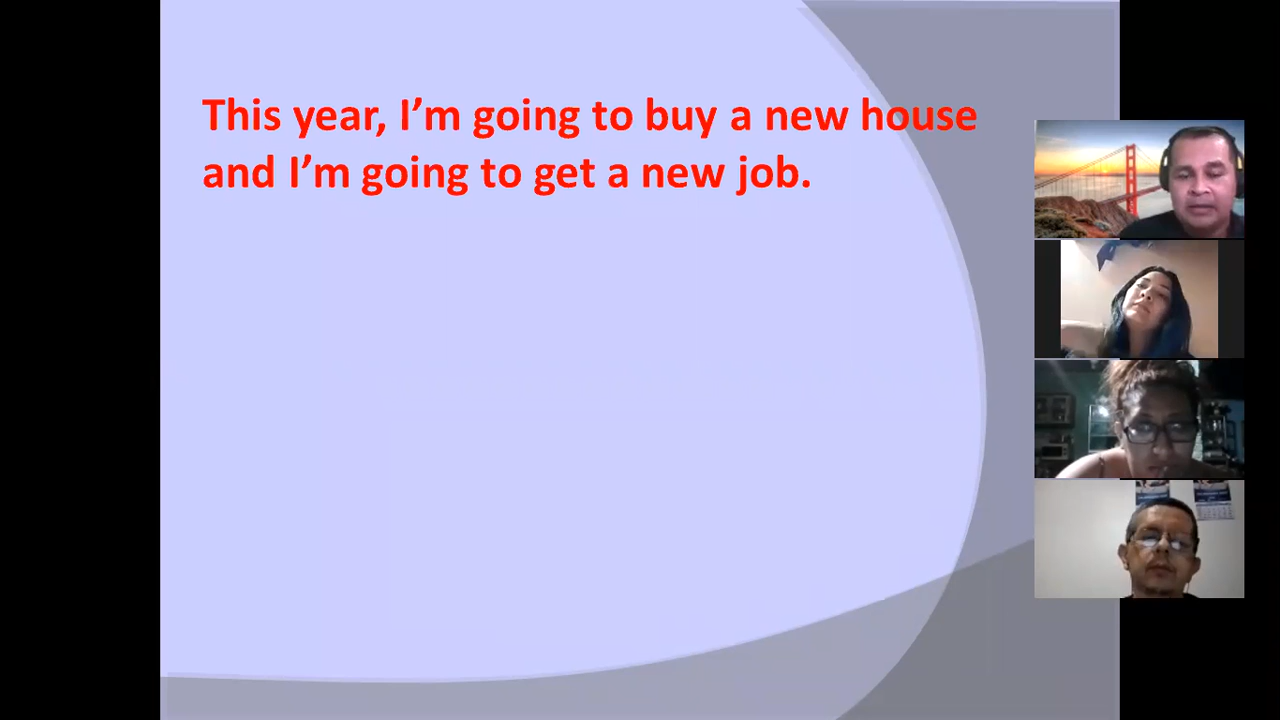 This year, I'm going to buy a new house
and I'm going to get a new job.